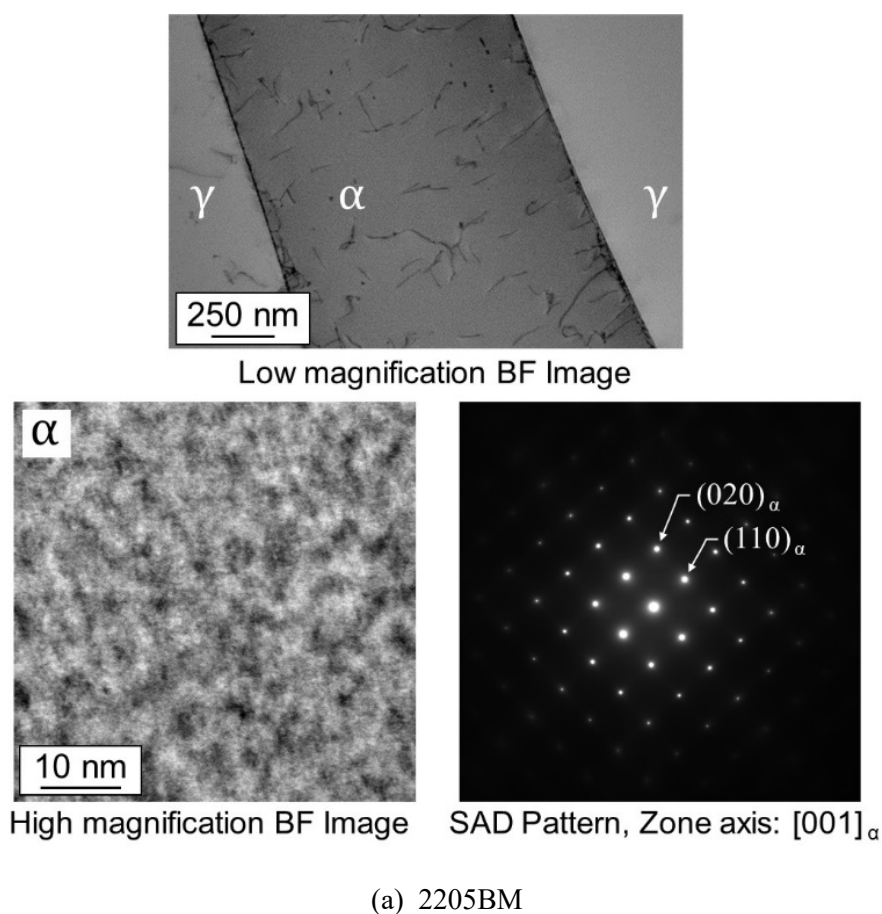 γ
α
γ
250 nm
Low magnification BF Image
α
(020)α
(110)α
10 nm
High magnification BF Image
SAD Pattern, Zone axis: [001]α
(a) 2205BM